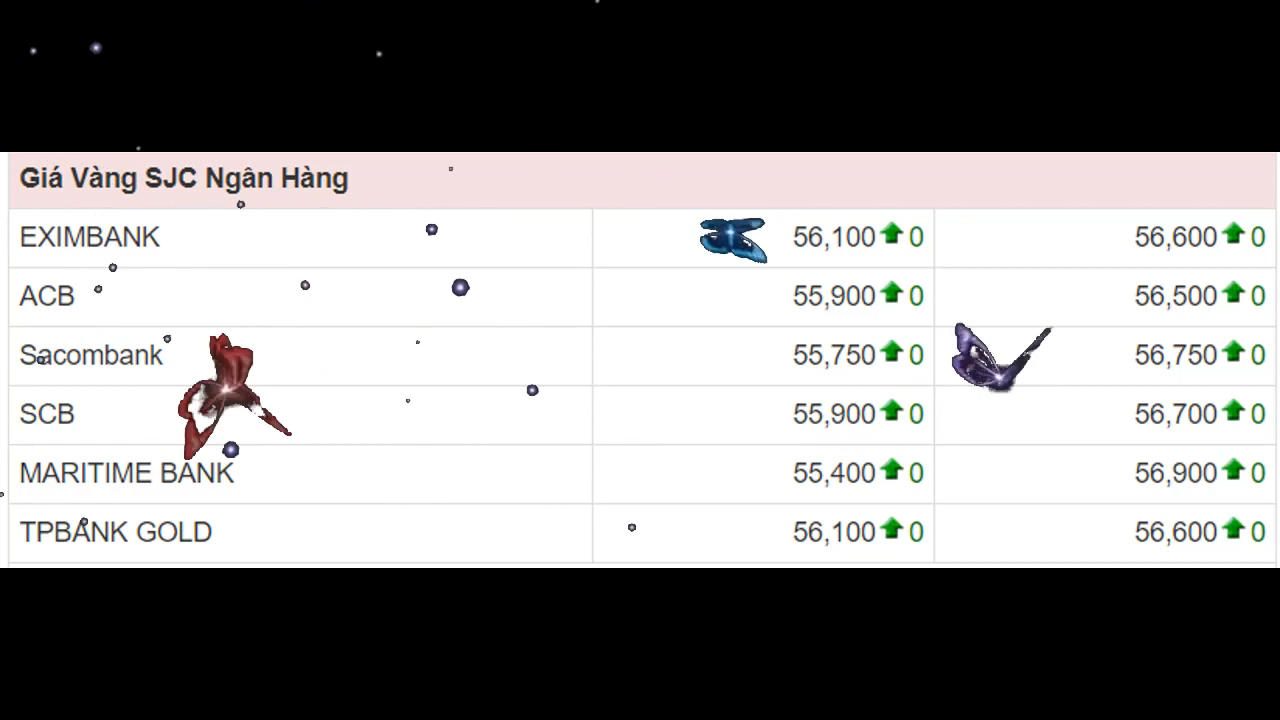 Giá Vàng SJC Ngân Hàng
EXIMBANK 56,100 0 56,600 0
ACB 55,900 0 56,500 0
Sacombank 55,750 0 56,750 0
SCB 55,900 0 56,700 0
MARITIME BANK 55,400 0 56,900 0
TPBANK GOLD 56,100 0 56,600 0